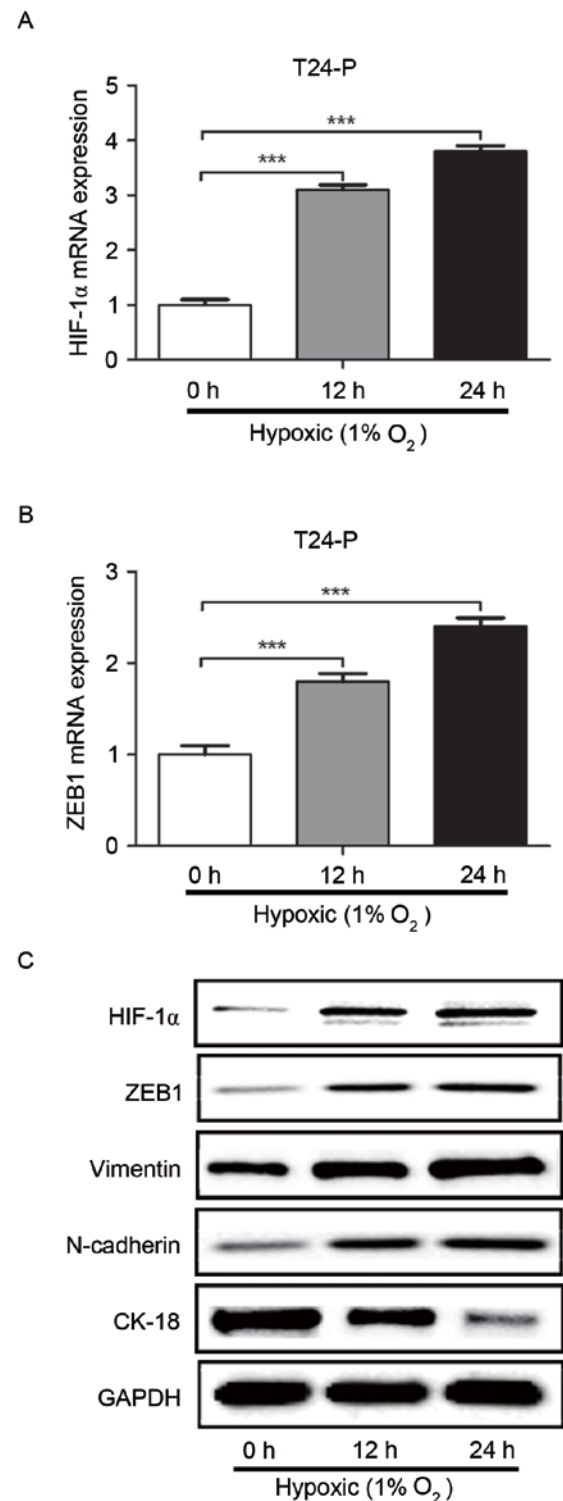 A
T24-P
HIF-1α mRNA expression
5
4
3
2
1
0
***
***
0 h 12 h 24 h
Hypoxic (1% O2)
B
T24-P
ZEB1 mRNA expression
3
2
1
0
***
***
0 h 12 h 24 h
Hypoxic (1% O2)
C
HIF-1α
ZEB1
Vimentin
N-cadherin
CK-18
GAPDH
0 h 12 h 24 h
Hypoxic (1% O2)